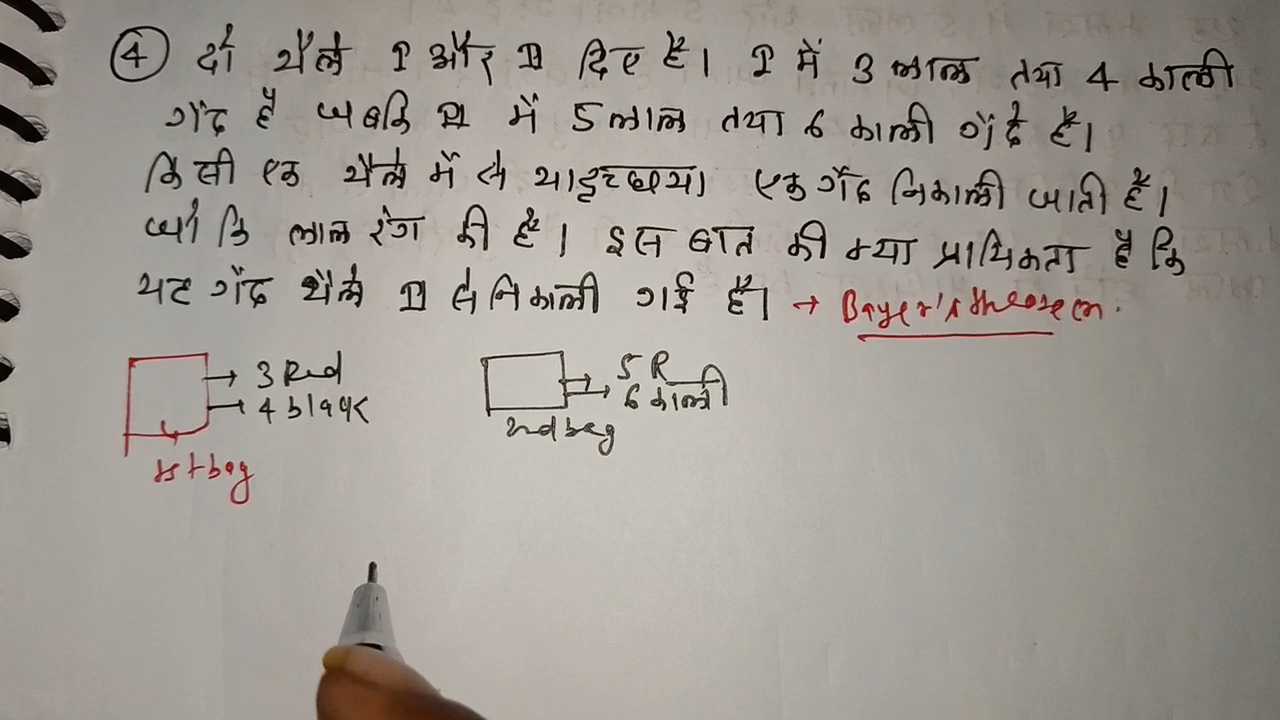 ④ दो थैले I और II दिए है। I में 3 लाल तथा 4 काली
गेंद है जबकि II में 5 लाल तथा 6 काली गेंदे हैं।
किसी एक थैले में से यादृच्छया एक गेंद निकाली जाती है।
जो कि लाल रंग की है। इस बात की क्या प्रायिकता है कि
यह गेंद थैले II से निकाली गई है। → Bayer's theorem.
→ 3 Red
→ 4 black
1st bag
→ 5 R
→ 6 काली
2nd bag